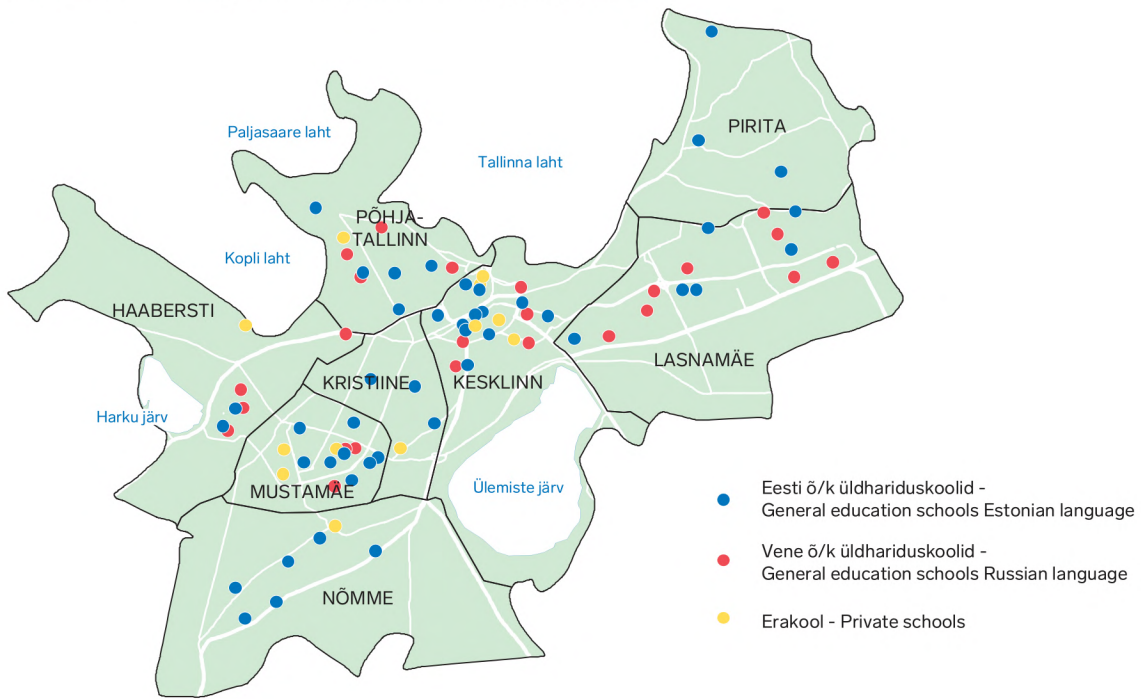 PIRITA
Paljasaare laht
Tallinna laht
PÕHJA-
TALLINN
Kopli laht
HAABERSTI
LASNAMÄE
KRISTIINE
KESKLINN
Harku järv
MUSTAMÄE
Ülemiste järv
NÕMME
Eesti õ/k üldhariduskoolid -
General education schools Estonian language
Vene õ/k üldhariduskoolid -
General education schools Russian language
Erakool - Private schools